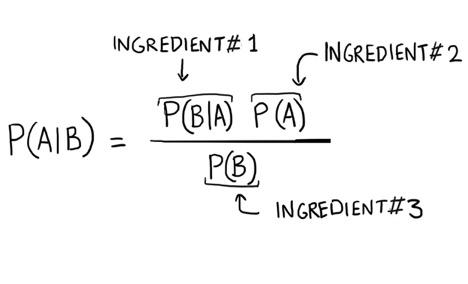 INGREDIENT# 1
INGREDIENT# 2
P(B|A) P(A)
P(A|B) =
P(B)
INGREDIENT#3